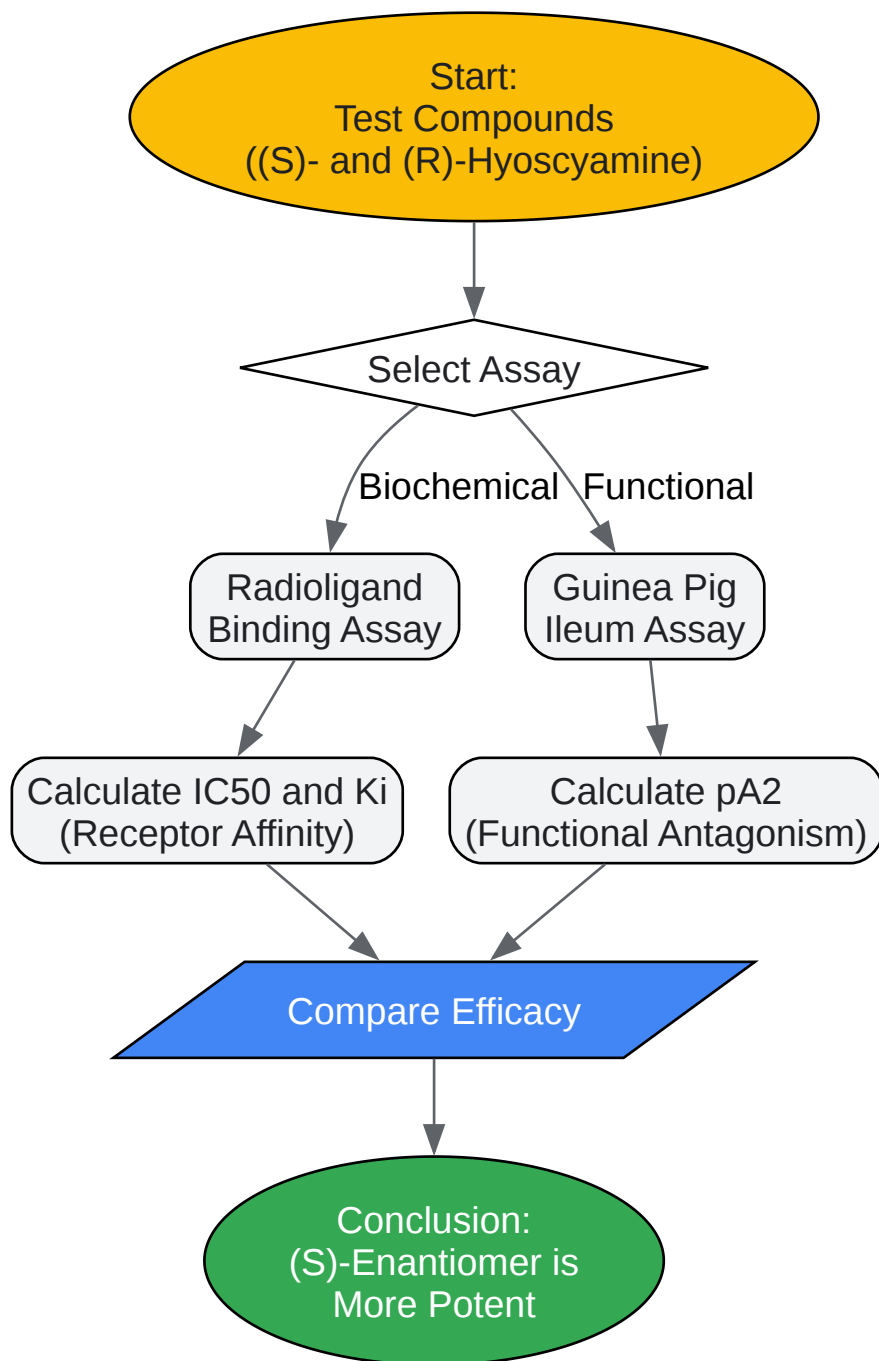 Start:
Test Compounds
((S)- and (R)-Hyoscyamine)
Select Assay
Biochemical
Functional
Radioligand
Binding Assay
Guinea Pig
Ileum Assay
Calculate IC50 and Ki
(Receptor Affinity)
Calculate pA2
(Functional Antagonism)
Compare Efficacy
Conclusion:
(S)-Enantiomer is
More Potent